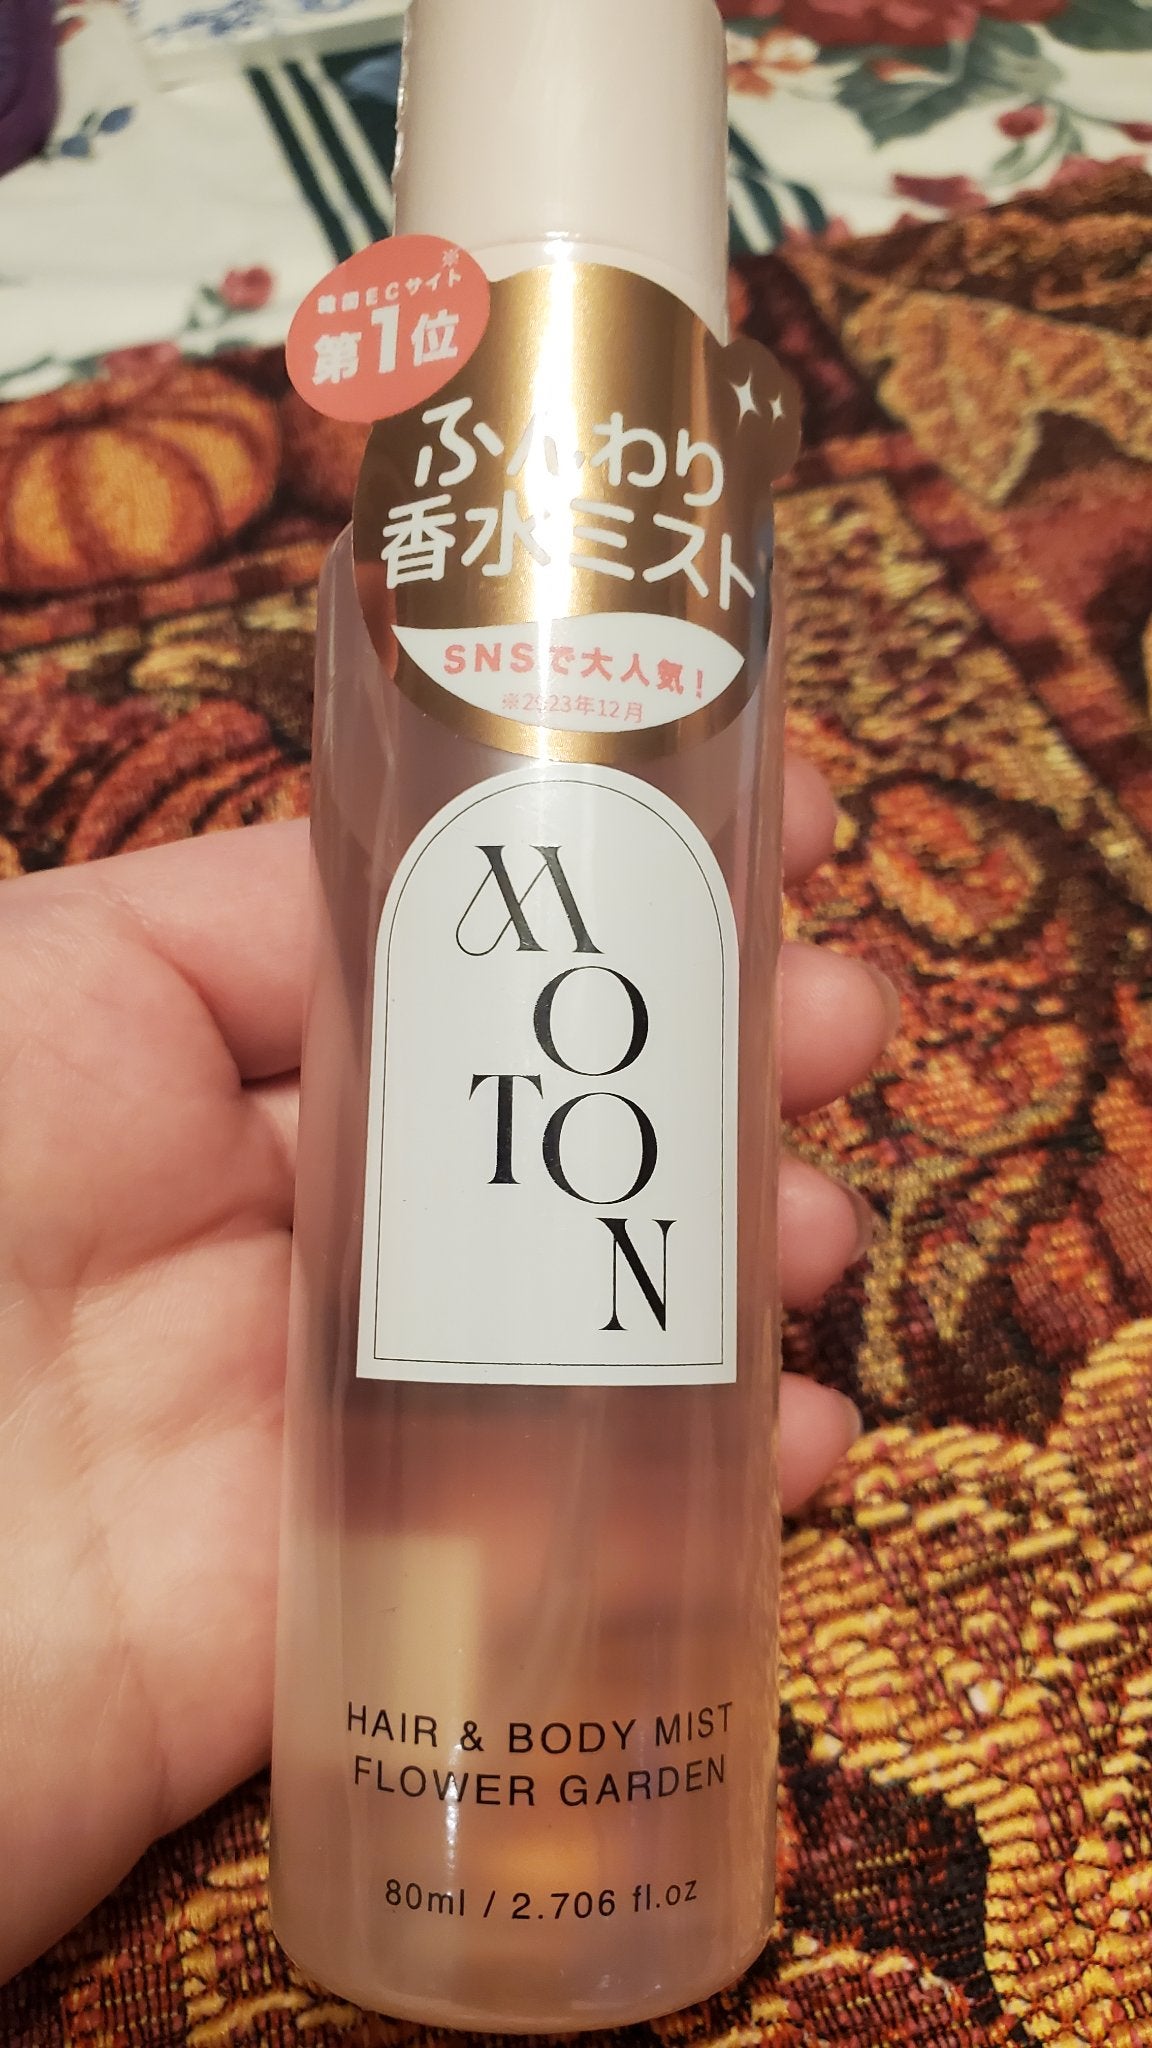 ※
韓国ECサイト
第1位
ふんわり
香水ミスト
SNSで大人気!
※2023年12月
MOTON
HAIR & BODY MIST
FLOWER GARDEN
80ml / 2.706 fl.oz